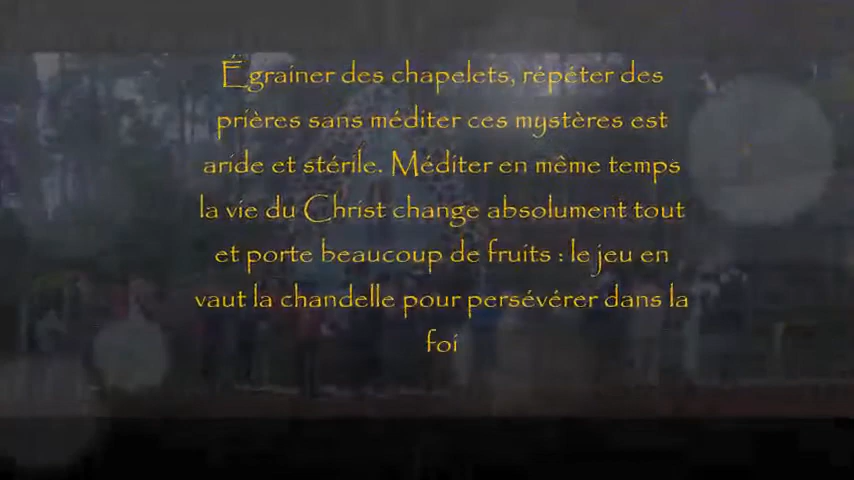 Égrainer des chapelets, répéter des
prières sans méditer ces mystères est
aride et stérile. Méditer en même temps
la vie du Christ change absolument tout
et porte beaucoup de fruits : le jeu en
vaut la chandelle pour persévérer dans la
foi